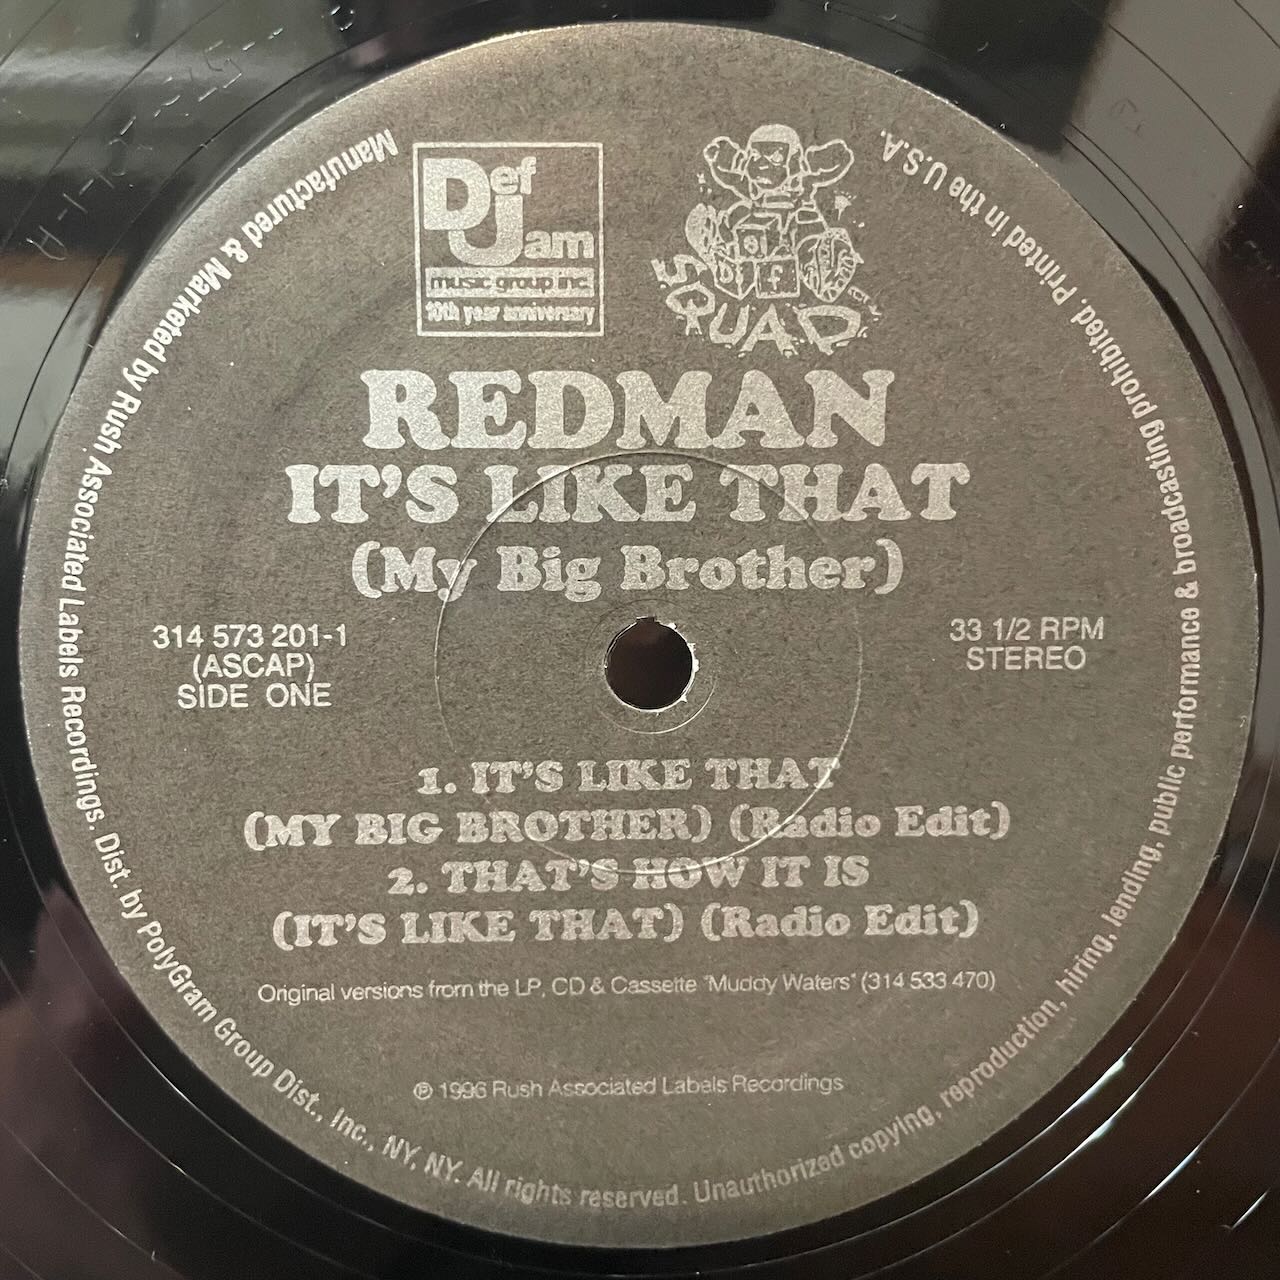 Def
Jam
music group inc.
10th year anniversary
SQUAD
REDMAN
IT'S LIKE THAT
(My Big Brother)
314 573 201-1
(ASCAP)
SIDE ONE
33 1/2 RPM
STEREO
1. IT'S LIKE THAT
(MY BIG BROTHER) (Radio Edit)
2. THAT'S HOW IT IS
(IT'S LIKE THAT) (Radio Edit)
Original versions from the LP, CD & Cassette "Muddy Waters" (314 533 470)
℗ 1996 Rush Associated Labels Recordings
Manufactured & Marketed by Rush Associated Labels Recordings. Dist. by PolyGram Group Dist., Inc., NY, NY. All rights reserved. Unauthorized copying, reproduction, hiring, lending, public performance & broadcasting prohibited. Printed in the U.S.A.